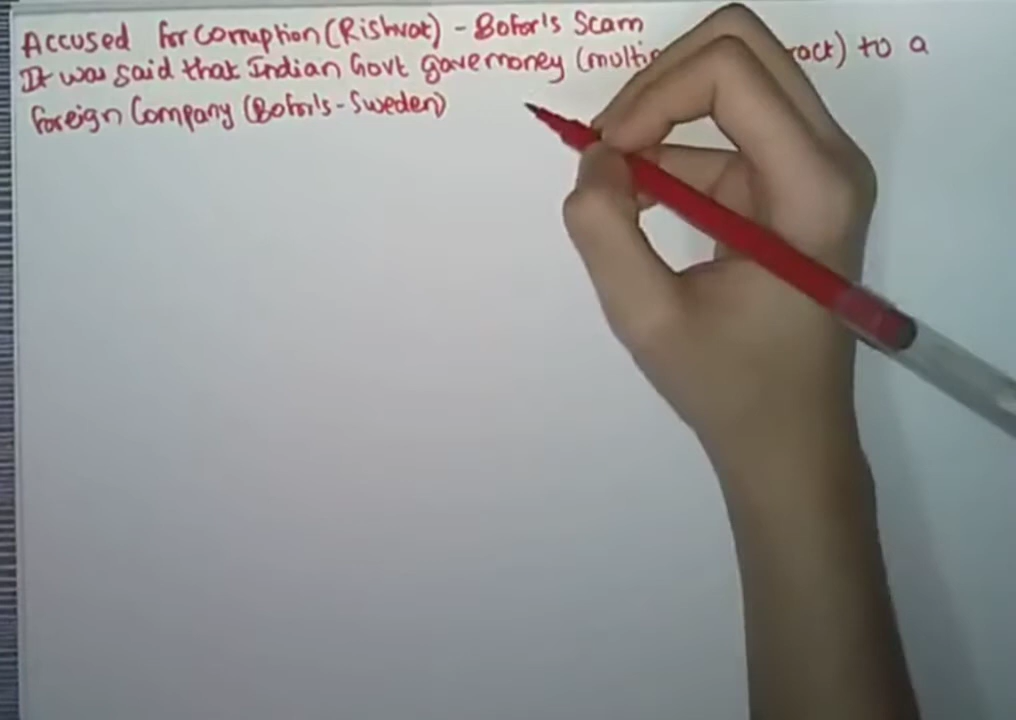 Accused for corruption (Rishvat) - Bofor's Scam
It was said that Indian Govt gave money (multi ract) to a
foreign Company (Bofor's - Sweden)